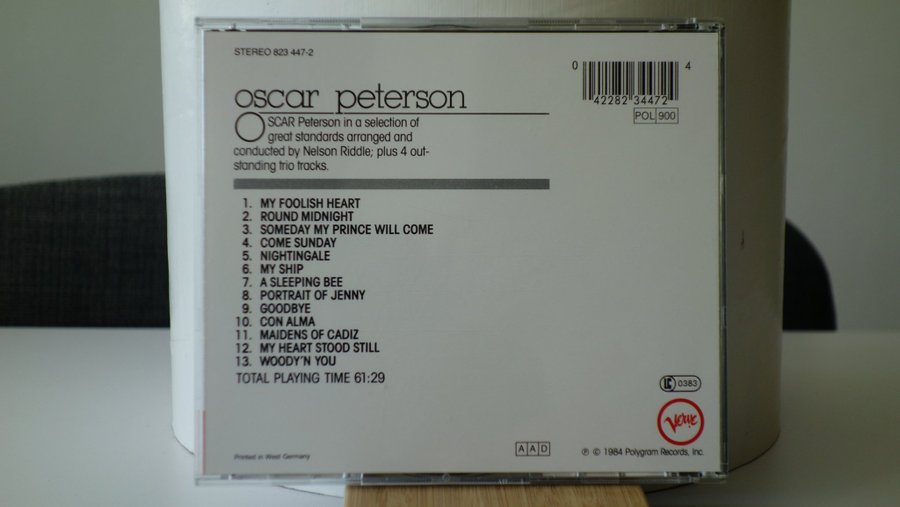 STEREO 823 447-2
0 4
42282 34472
POL 900
oscar peterson
OSCAR Peterson in a selection of
great standards arranged and
conducted by Nelson Riddle; plus 4 out-
standing trio tracks.
1. MY FOOLISH HEART
2. ROUND MIDNIGHT
3. SOMEDAY MY PRINCE WILL COME
4. COME SUNDAY
5. NIGHTINGALE
6. MY SHIP
7. A SLEEPING BEE
8. PORTRAIT OF JENNY
9. GOODBYE
10. CON ALMA
11. MAIDENS OF CADIZ
12. MY HEART STOOD STILL
13. WOODY'N YOU
TOTAL PLAYING TIME 61:29
LC 0383
Verve
Printed in West Germany
AAD
℗ © 1984 Polygram Records, Inc.